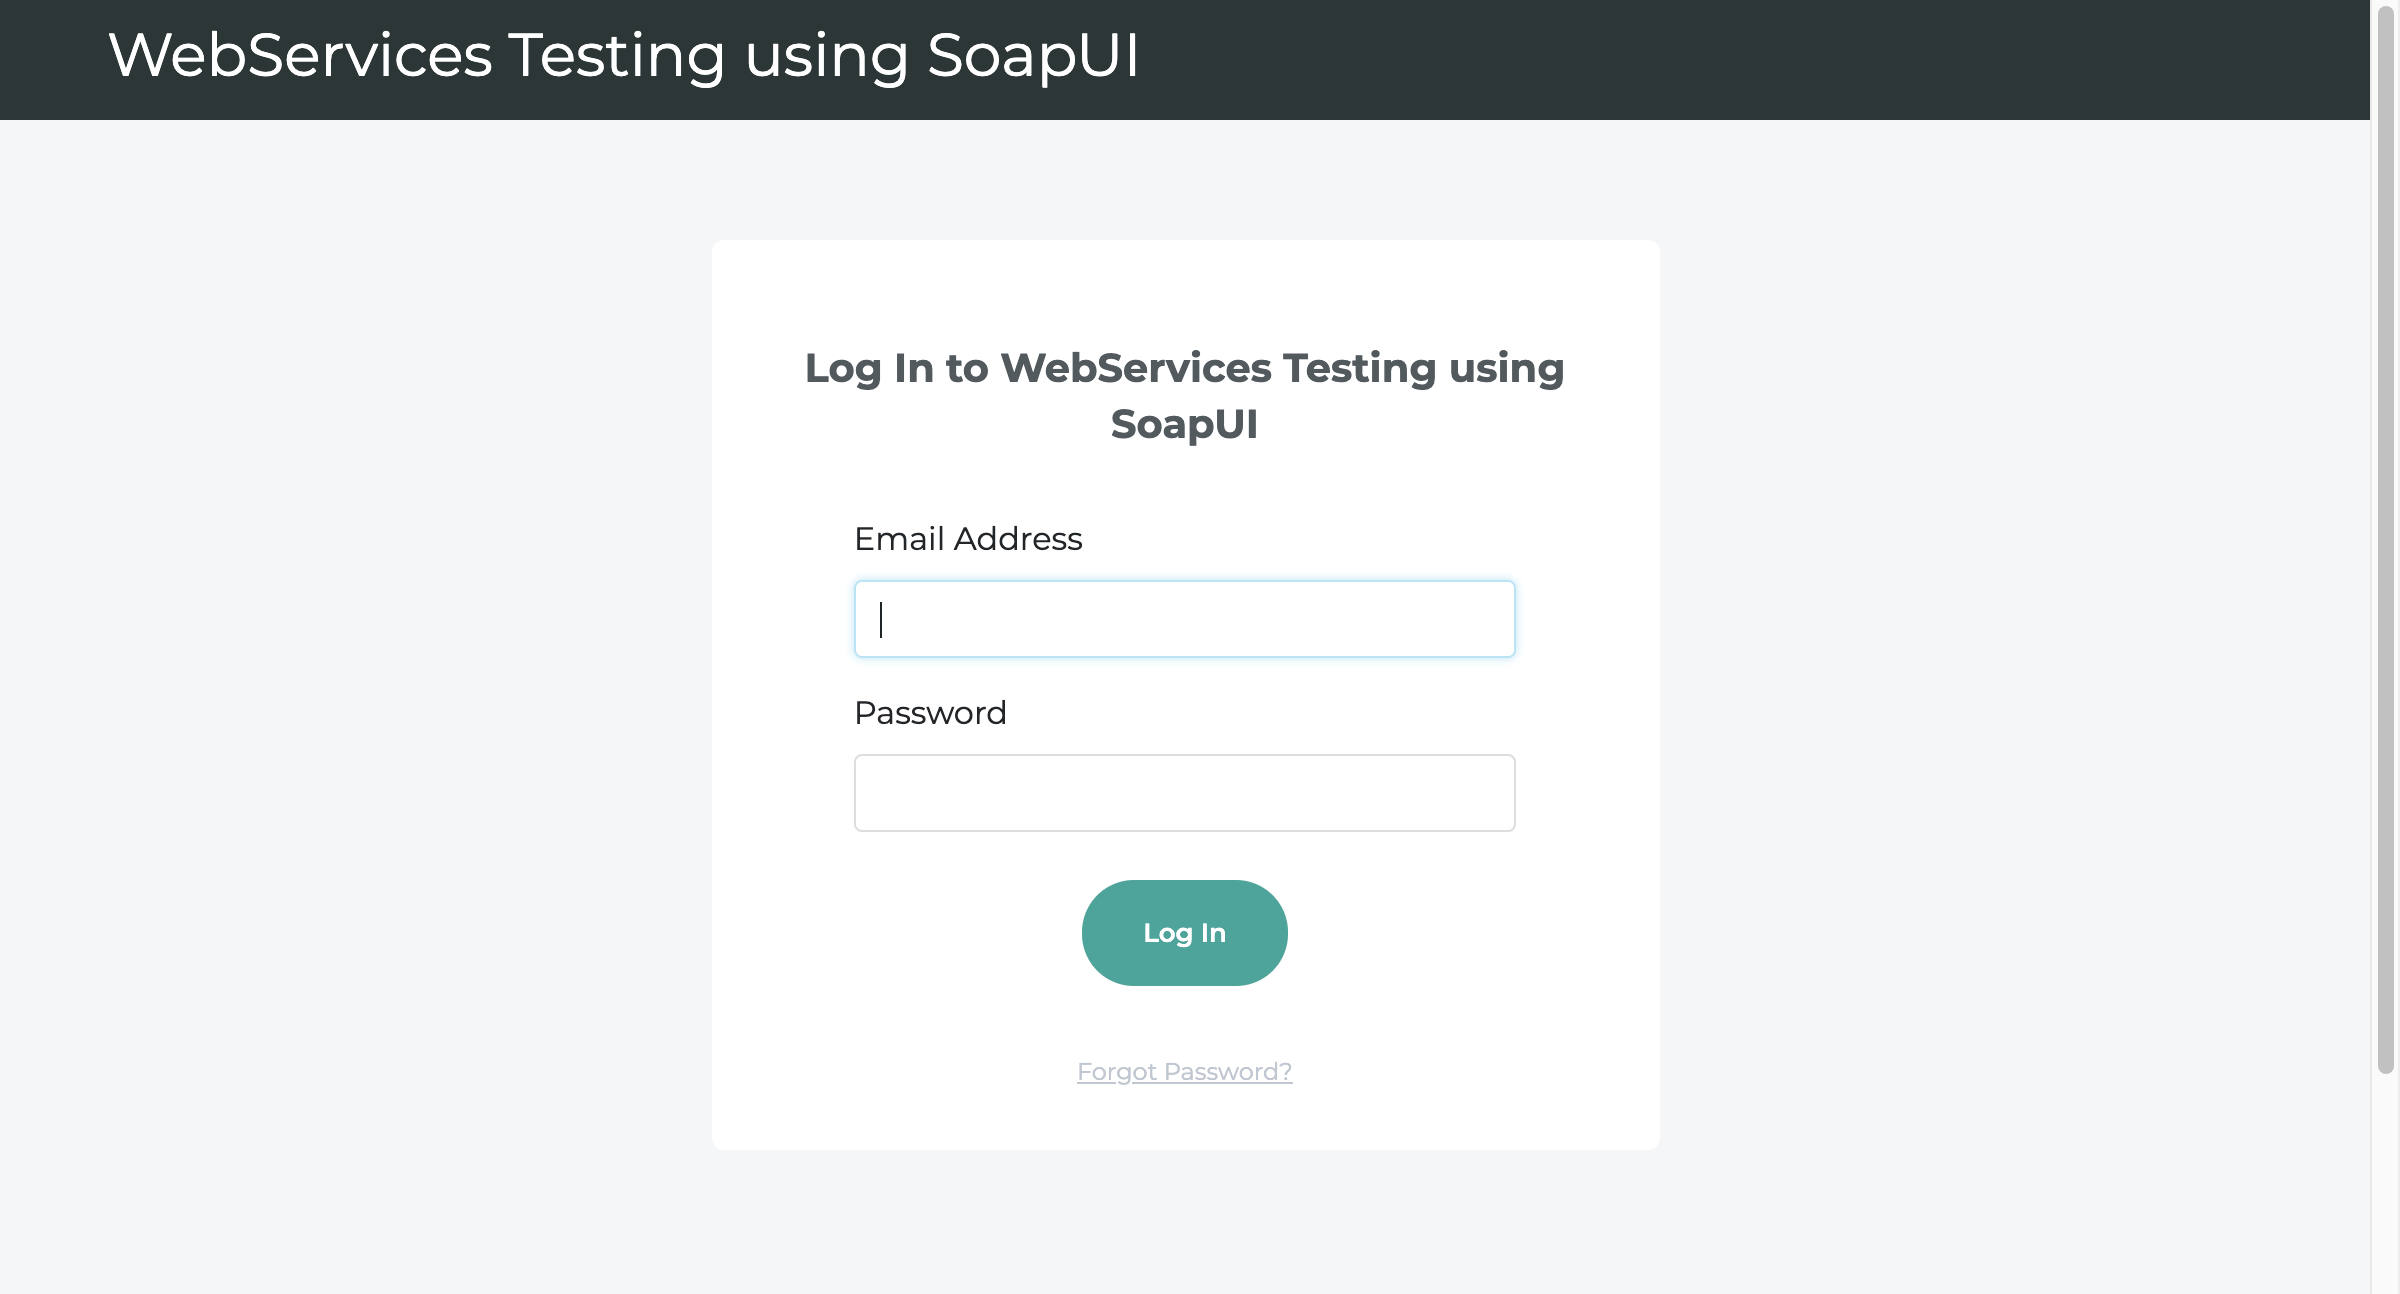 WebServices Testing using SoapUI
Log In to WebServices Testing using
SoapUI
Email Address
Password
Log In
Forgot Password?